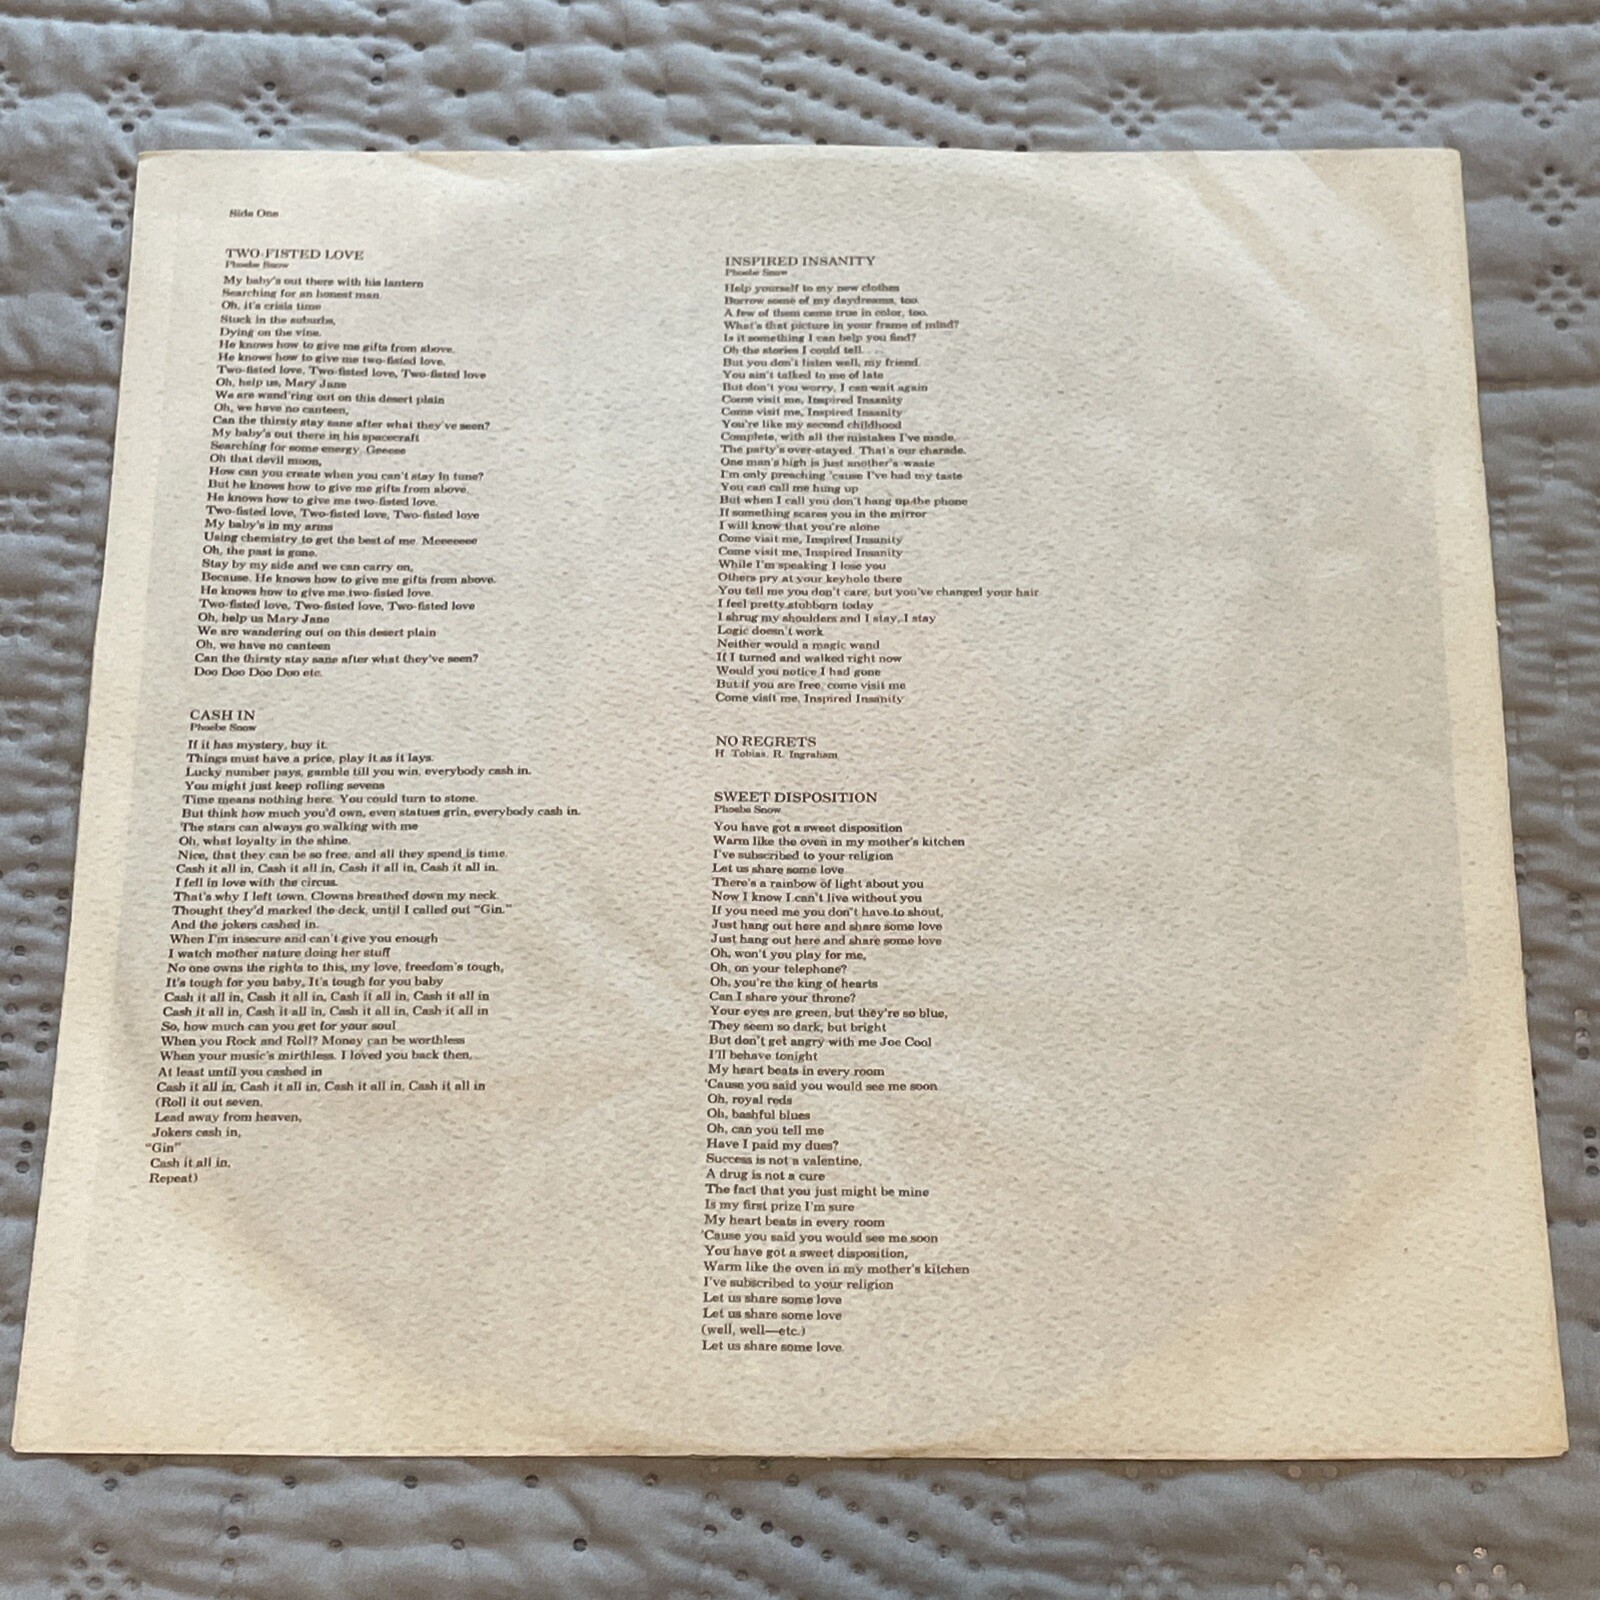 Side One
TWO-FISTED LOVE
Phoebe Snow
My baby's out there with his lantern
Searching for an honest man.
Oh, it's crisis time
Stuck in the suburbs,
Dying on the vine.
He knows how to give me gifts from above.
He knows how to give me two-fisted love.
Two-fisted love, Two-fisted love, Two-fisted love
Oh, help us, Mary Jane
We are wand'ring out on this desert plain
Oh, we have no canteen,
Can the thirsty stay sane after what they've seen?
My baby's out there in his spacecraft
Searching for some energy. Geeeee
Oh that devil moon,
How can you create when you can't stay in tune?
But he knows how to give me gifts from above.
He knows how to give me two-fisted love.
Two-fisted love, Two-fisted love, Two-fisted love
My baby's in my arms
Using chemistry to get the best of me. Meeeeeee
Oh, the past is gone.
Stay by my side and we can carry on,
Because. He knows how to give me gifts from above.
He knows how to give me two-fisted love.
Two-fisted love, Two-fisted love, Two-fisted love
Oh, help us Mary Jane
We are wandering out on this desert plain
Oh, we have no canteen
Can the thirsty stay sane after what they've seen?
Doo Doo Doo Doo etc.
CASH IN
Phoebe Snow
If it has mystery, buy it.
Things must have a price, play it as it lays.
Lucky number pays, gamble till you win, everybody cash in.
You might just keep rolling sevens
Time means nothing here. You could turn to stone.
But think how much you'd own, even statues grin, everybody cash in.
The stars can always go walking with me
Oh, what loyalty in the shine.
Nice, that they can be so free, and all they spend is time.
Cash it all in, Cash it all in, Cash it all in, Cash it all in.
I fell in love with the circus.
That's why I left town. Clowns breathed down my neck.
Thought they'd marked the deck, until I called out "Gin."
And the jokers cashed in.
When I'm insecure and can't give you enough
I watch mother nature doing her stuff
No one owns the rights to this, my love, freedom's tough,
It's tough for you baby, It's tough for you baby
Cash it all in, Cash it all in, Cash it all in, Cash it all in
Cash it all in, Cash it all in, Cash it all in, Cash it all in
So, how much can you get for your soul
When you Rock and Roll? Money can be worthless
When your music's mirthless. I loved you back then,
At least until you cashed in
Cash it all in, Cash it all in, Cash it all in, Cash it all in
(Roll it out seven,
Lead away from heaven,
Jokers cash in,
"Gin"
Cash it all in,
Repeat)
INSPIRED INSANITY
Phoebe Snow
Help yourself to my new clothes
Borrow some of my daydreams, too.
A few of them came true in color, too.
What's that picture in your frame of mind?
Is it something I can help you find?
Oh the stories I could tell. . . .
But you don't listen well, my friend.
You ain't talked to me of late
But don't you worry, I can wait again
Come visit me, Inspired Insanity
Come visit me, Inspired Insanity
You're like my second childhood
Complete, with all the mistakes I've made.
The party's over-stayed. That's our charade.
One man's high is just another's waste
I'm only preaching 'cause I've had my taste
You can call me hung up
But when I call you don't hang up the phone
If something scares you in the mirror
I will know that you're alone
Come visit me, Inspired Insanity
Come visit me, Inspired Insanity
While I'm speaking I lose you
Others pry at your keyhole there
You tell me you don't care, but you've changed your hair
I feel pretty stubborn today
I shrug my shoulders and I stay, I stay
Logic doesn't work
Neither would a magic wand
If I turned and walked right now
Would you notice I had gone
But if you are free, come visit me
Come visit me, Inspired Insanity
NO REGRETS
H. Tobias, R. Ingraham
SWEET DISPOSITION
Phoebe Snow
You have got a sweet disposition
Warm like the oven in my mother's kitchen
I've subscribed to your religion
Let us share some love
There's a rainbow of light about you
Now I know I can't live without you
If you need me you don't have to shout,
Just hang out here and share some love
Just hang out here and share some love
Oh, won't you play for me,
Oh, on your telephone?
Oh, you're the king of hearts
Can I share your throne?
Your eyes are green, but they're so blue,
They seem so dark, but bright
But don't get angry with me Joe Cool
I'll behave tonight
My heart beats in every room
'Cause you said you would see me soon
Oh, royal reds
Oh, bashful blues
Oh, can you tell me
Have I paid my dues?
Success is not a valentine,
A drug is not a cure
The fact that you just might be mine
Is my first prize I'm sure
My heart beats in every room
'Cause you said you would see me soon
You have got a sweet disposition,
Warm like the oven in my mother's kitchen
I've subscribed to your religion
Let us share some love
Let us share some love
(well, well—etc.)
Let us share some love.